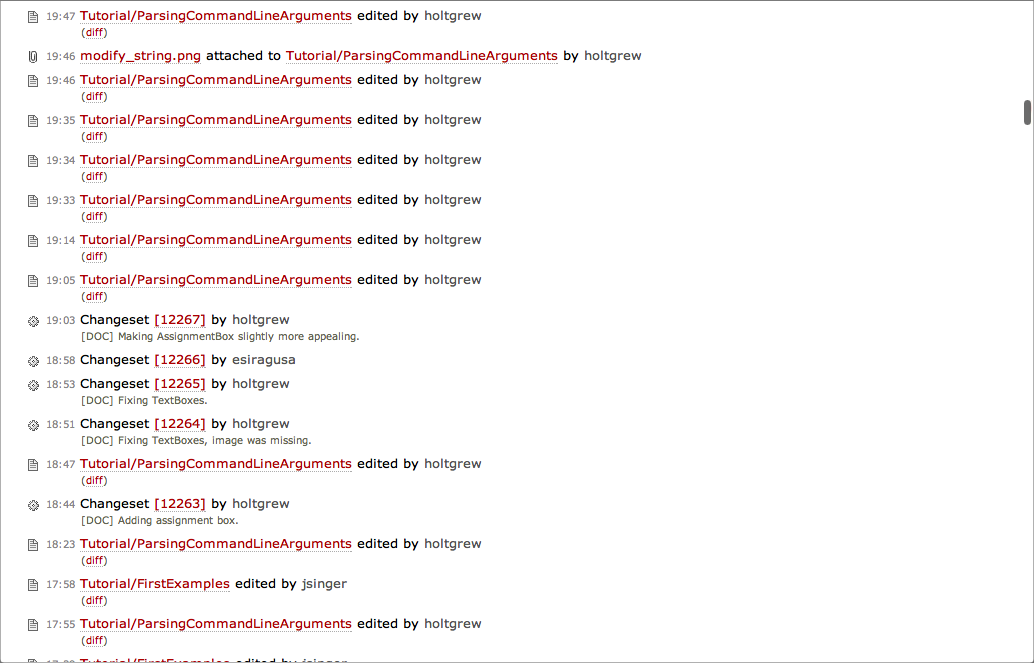 19:47 Tutorial/ParsingCommandLineArguments edited by holtgrew
(diff)
19:46 modify_string.png attached to Tutorial/ParsingCommandLineArguments by holtgrew
19:46 Tutorial/ParsingCommandLineArguments edited by holtgrew
(diff)
19:35 Tutorial/ParsingCommandLineArguments edited by holtgrew
(diff)
19:34 Tutorial/ParsingCommandLineArguments edited by holtgrew
(diff)
19:33 Tutorial/ParsingCommandLineArguments edited by holtgrew
(diff)
19:14 Tutorial/ParsingCommandLineArguments edited by holtgrew
(diff)
19:05 Tutorial/ParsingCommandLineArguments edited by holtgrew
(diff)
19:03 Changeset [12267] by holtgrew
[DOC] Making AssignmentBox slightly more appealing.
18:58 Changeset [12266] by esiragusa
18:53 Changeset [12265] by holtgrew
[DOC] Fixing TextBoxes.
18:51 Changeset [12264] by holtgrew
[DOC] Fixing TextBoxes, image was missing.
18:47 Tutorial/ParsingCommandLineArguments edited by holtgrew
(diff)
18:44 Changeset [12263] by holtgrew
[DOC] Adding assignment box.
18:23 Tutorial/ParsingCommandLineArguments edited by holtgrew
(diff)
17:58 Tutorial/FirstExamples edited by jsinger
(diff)
17:55 Tutorial/ParsingCommandLineArguments edited by holtgrew
(diff)
Tutorial/FirstExamples edited by jsinger